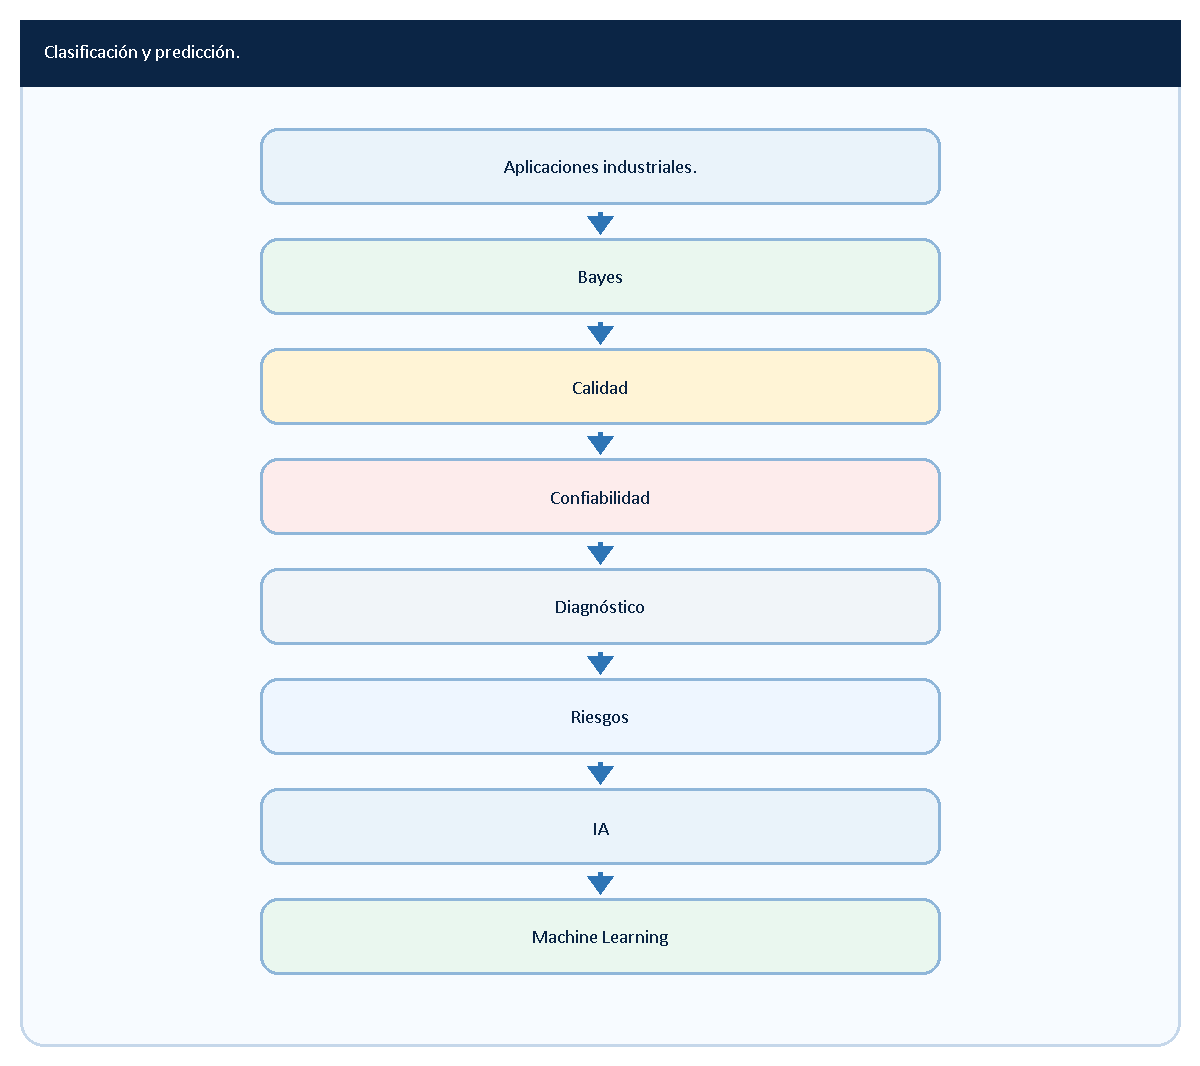 Clasificación y predicción.
Aplicaciones industriales.
Bayes
Calidad
Confiabilidad
Diagnóstico
Riesgos
IA
Machine Learning